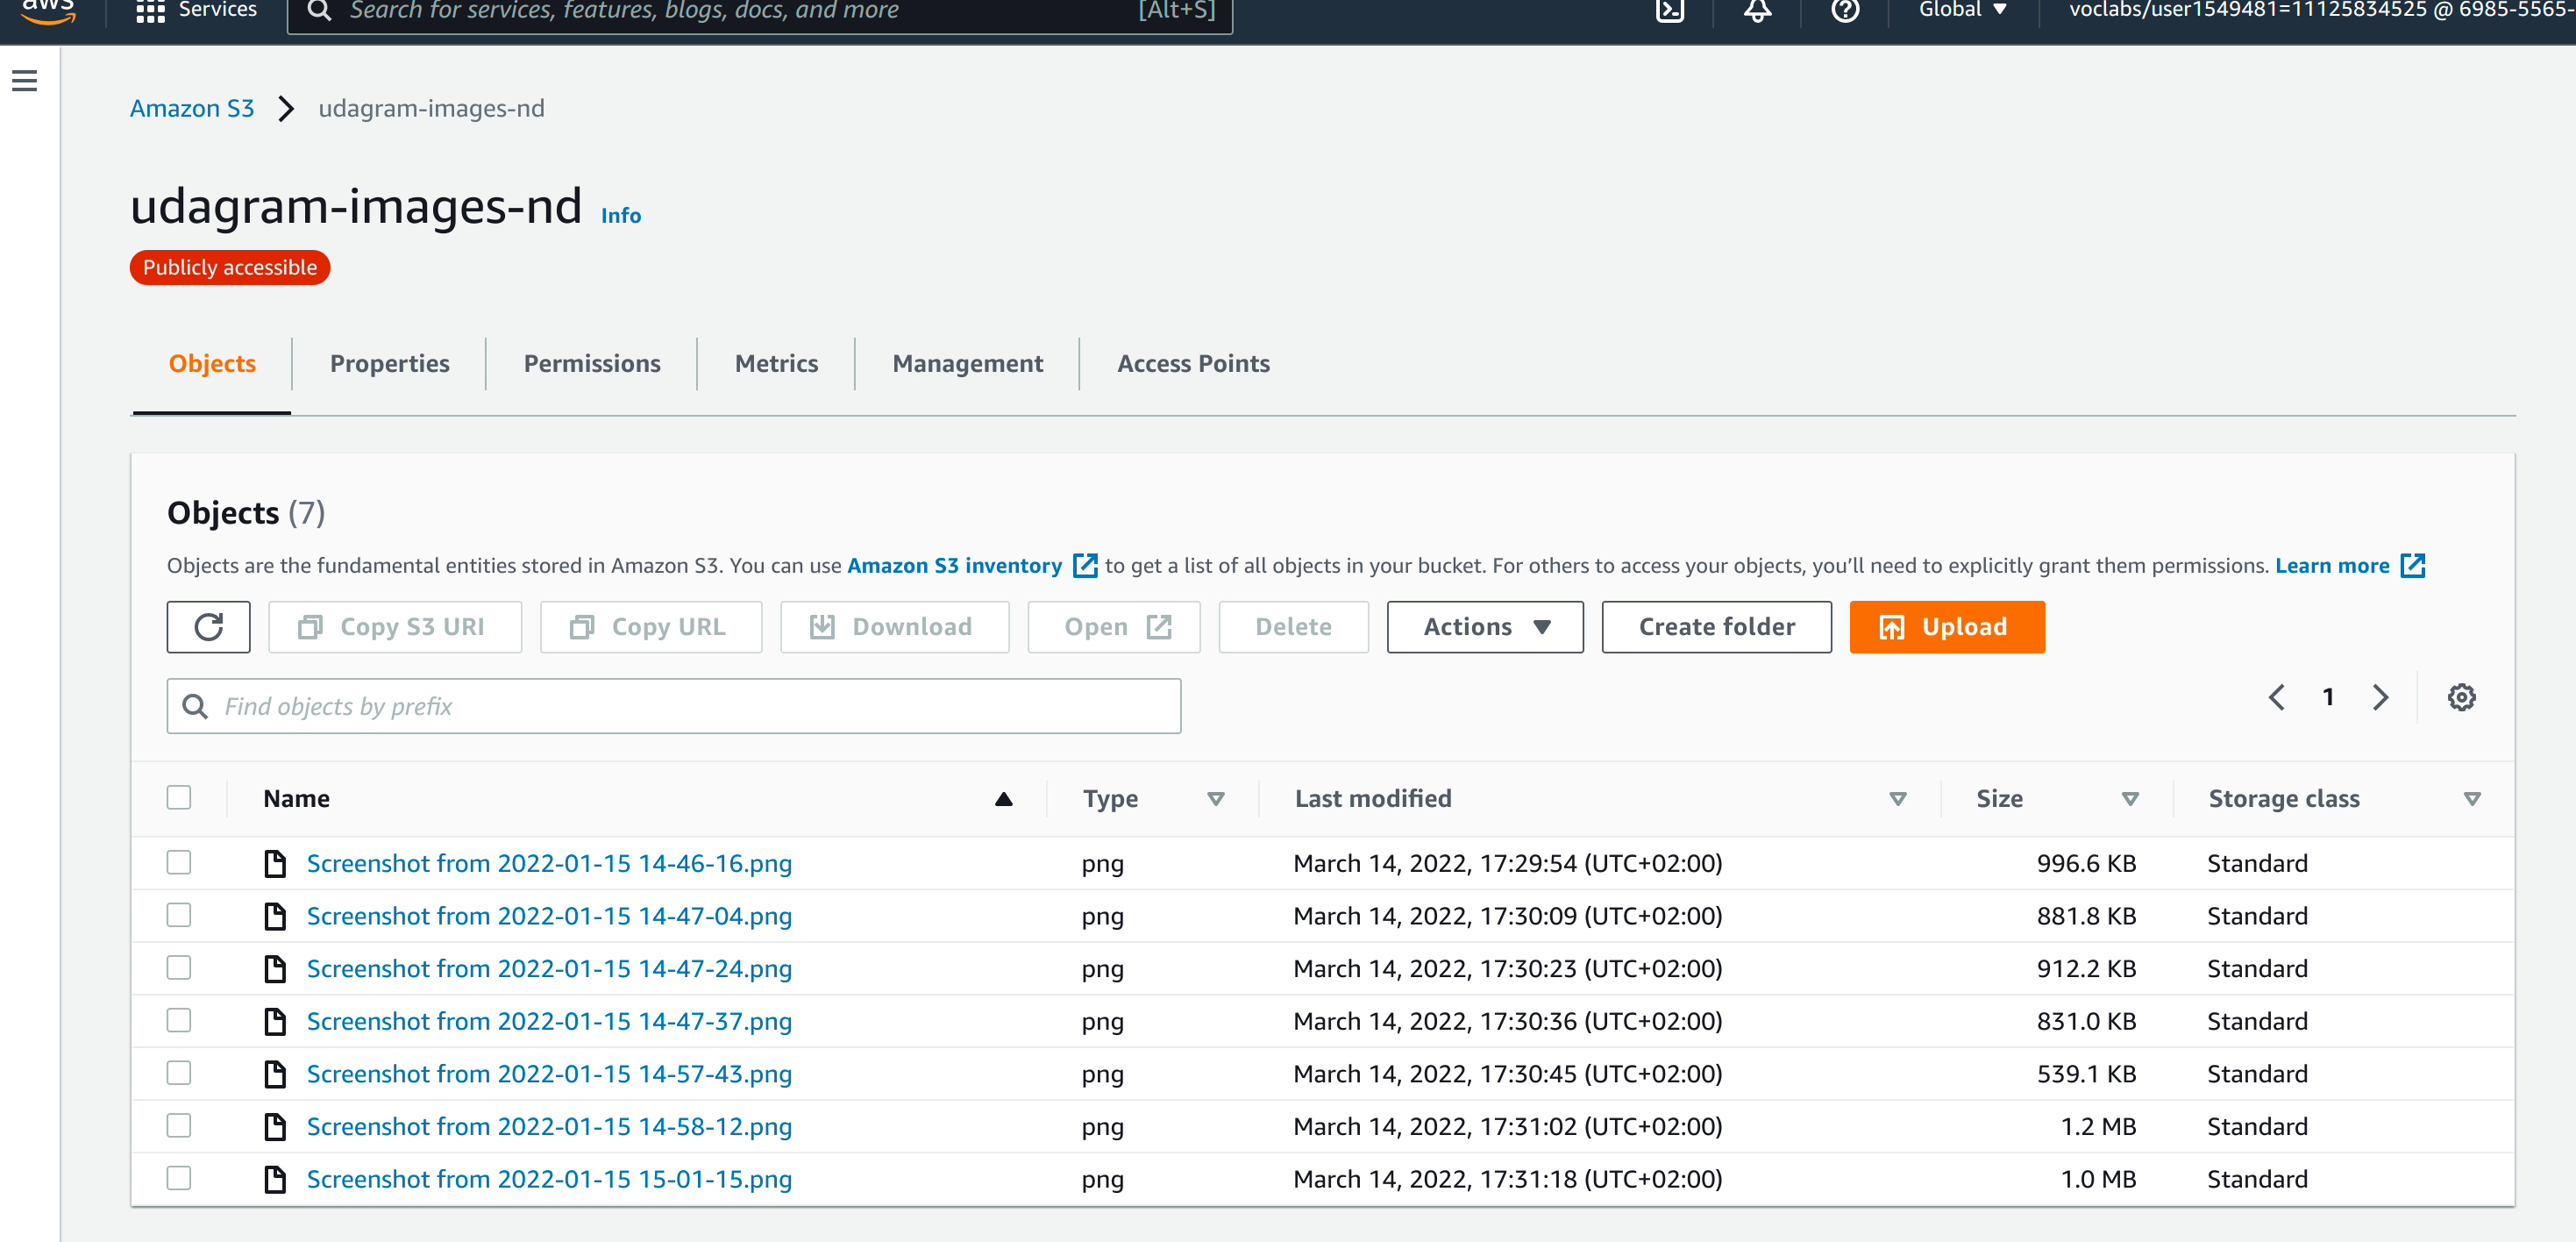 aws Services Search for services, features, blogs, docs, and more [Alt+S] Global voclabs/user1549481=11125834525 @ 6985-5565-
Amazon S3 udagram-images-nd
udagram-images-nd Info
Publicly accessible
Objects Properties Permissions Metrics Management Access Points
Objects (7)
Objects are the fundamental entities stored in Amazon S3. You can use Amazon S3 inventory to get a list of all objects in your bucket. For others to access your objects, you’ll need to explicitly grant them permissions. Learn more
Copy S3 URI Copy URL Download Open Delete Actions Create folder Upload
Find objects by prefix 1
Name Type Last modified Size Storage class
Screenshot from 2022-01-15 14-46-16.png png March 14, 2022, 17:29:54 (UTC+02:00) 996.6 KB Standard
Screenshot from 2022-01-15 14-47-04.png png March 14, 2022, 17:30:09 (UTC+02:00) 881.8 KB Standard
Screenshot from 2022-01-15 14-47-24.png png March 14, 2022, 17:30:23 (UTC+02:00) 912.2 KB Standard
Screenshot from 2022-01-15 14-47-37.png png March 14, 2022, 17:30:36 (UTC+02:00) 831.0 KB Standard
Screenshot from 2022-01-15 14-57-43.png png March 14, 2022, 17:30:45 (UTC+02:00) 539.1 KB Standard
Screenshot from 2022-01-15 14-58-12.png png March 14, 2022, 17:31:02 (UTC+02:00) 1.2 MB Standard
Screenshot from 2022-01-15 15-01-15.png png March 14, 2022, 17:31:18 (UTC+02:00) 1.0 MB Standard